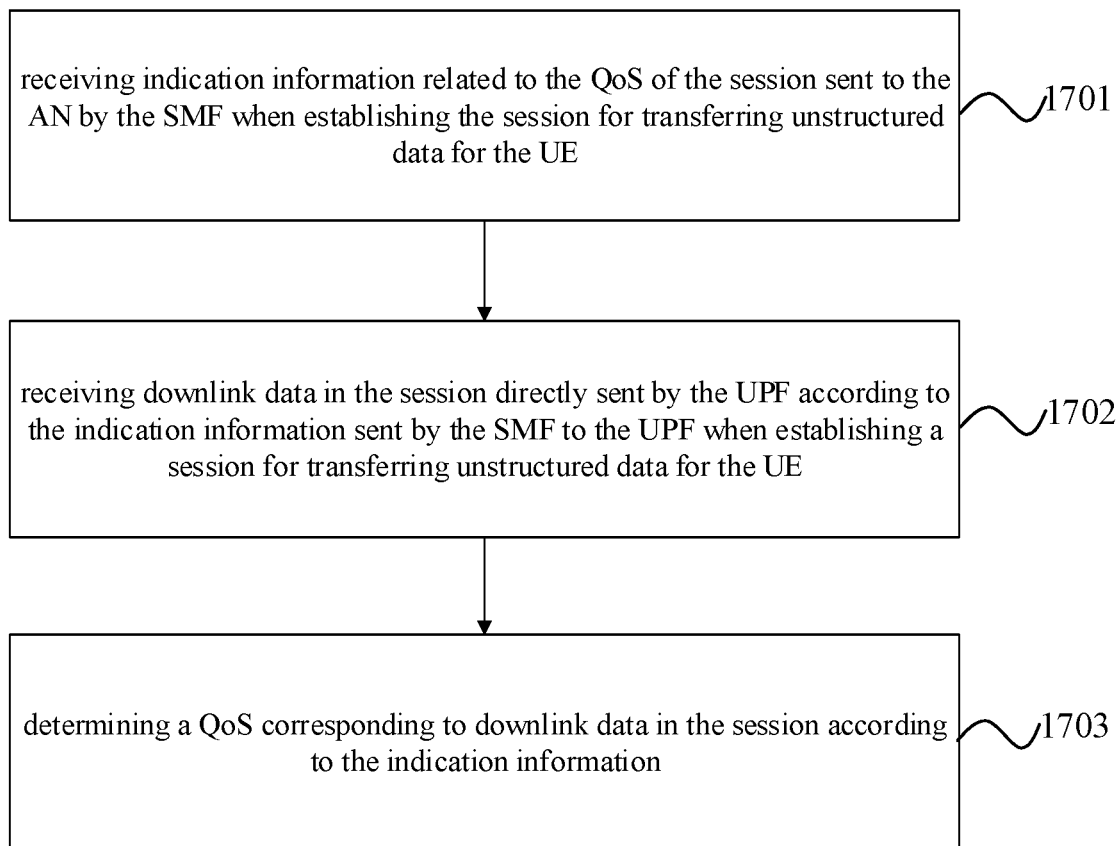 receiving indication information related to the QoS of the session sent to the
AN by the SMF when establishing the session for transferring unstructured
data for the UE
1701
receiving downlink data in the session directly sent by the UPF according to
the indication information sent by the SMF to the UPF when establishing a
session for transferring unstructured data for the UE
1702
determining a QoS corresponding to downlink data in the session according
to the indication information
1703